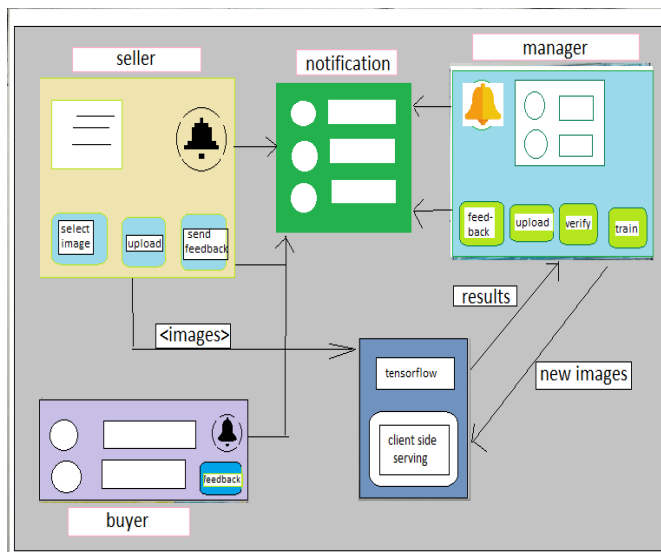 seller
notification
manager
select
image
upload
send
feedback
feed-
back
upload
verify
train
results
<images>
tensorflow
new images
client side
serving
feedback
buyer